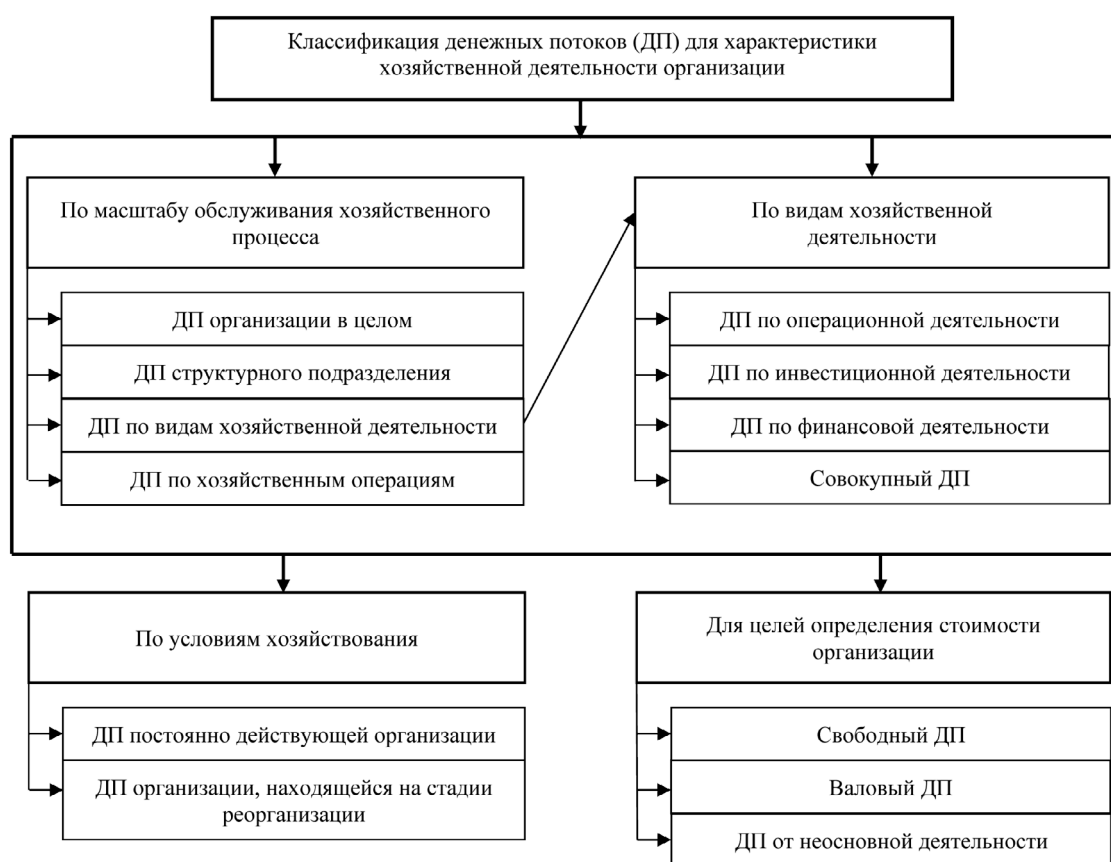 Классификация денежных потоков (ДП) для характеристики
хозяйственной деятельности организации
По масштабу обслуживания хозяйственного
процесса
ДП организации в целом
ДП структурного подразделения
ДП по видам хозяйственной деятельности
ДП по хозяйственным операциям
По видам хозяйственной
деятельности
ДП по операционной деятельности
ДП по инвестиционной деятельности
ДП по финансовой деятельности
Совокупный ДП
По условиям хозяйствования
ДП постоянно действующей организации
ДП организации, находящейся на стадии
реорганизации
Для целей определения стоимости
организации
Свободный ДП
Валовый ДП
ДП от неосновной деятельности